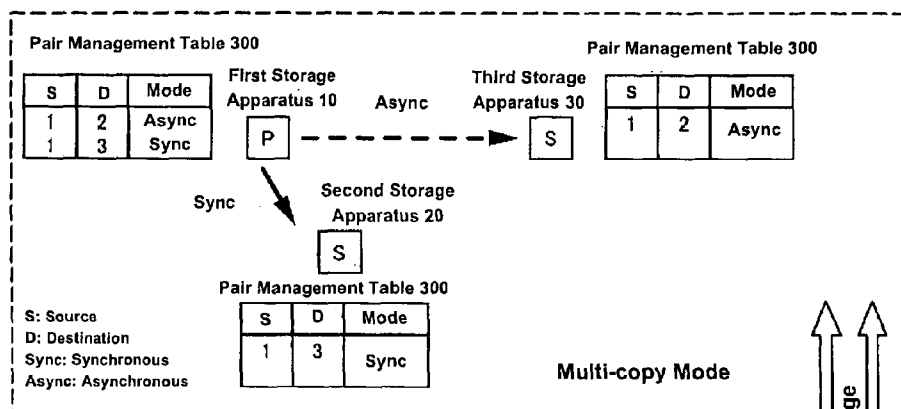 Pair Management Table 300
S D Mode
1 2 Async
1 3 Sync
First Storage
Apparatus 10
P
Async
Third Storage
Apparatus 30
S
Pair Management Table 300
S D Mode
1 2 Async
Sync
Second Storage
Apparatus 20
S
Pair Management Table 300
S D Mode
1 3 Sync
S: Source
D: Destination
Sync: Synchronous
Async: Asynchronous
Multi-copy Mode